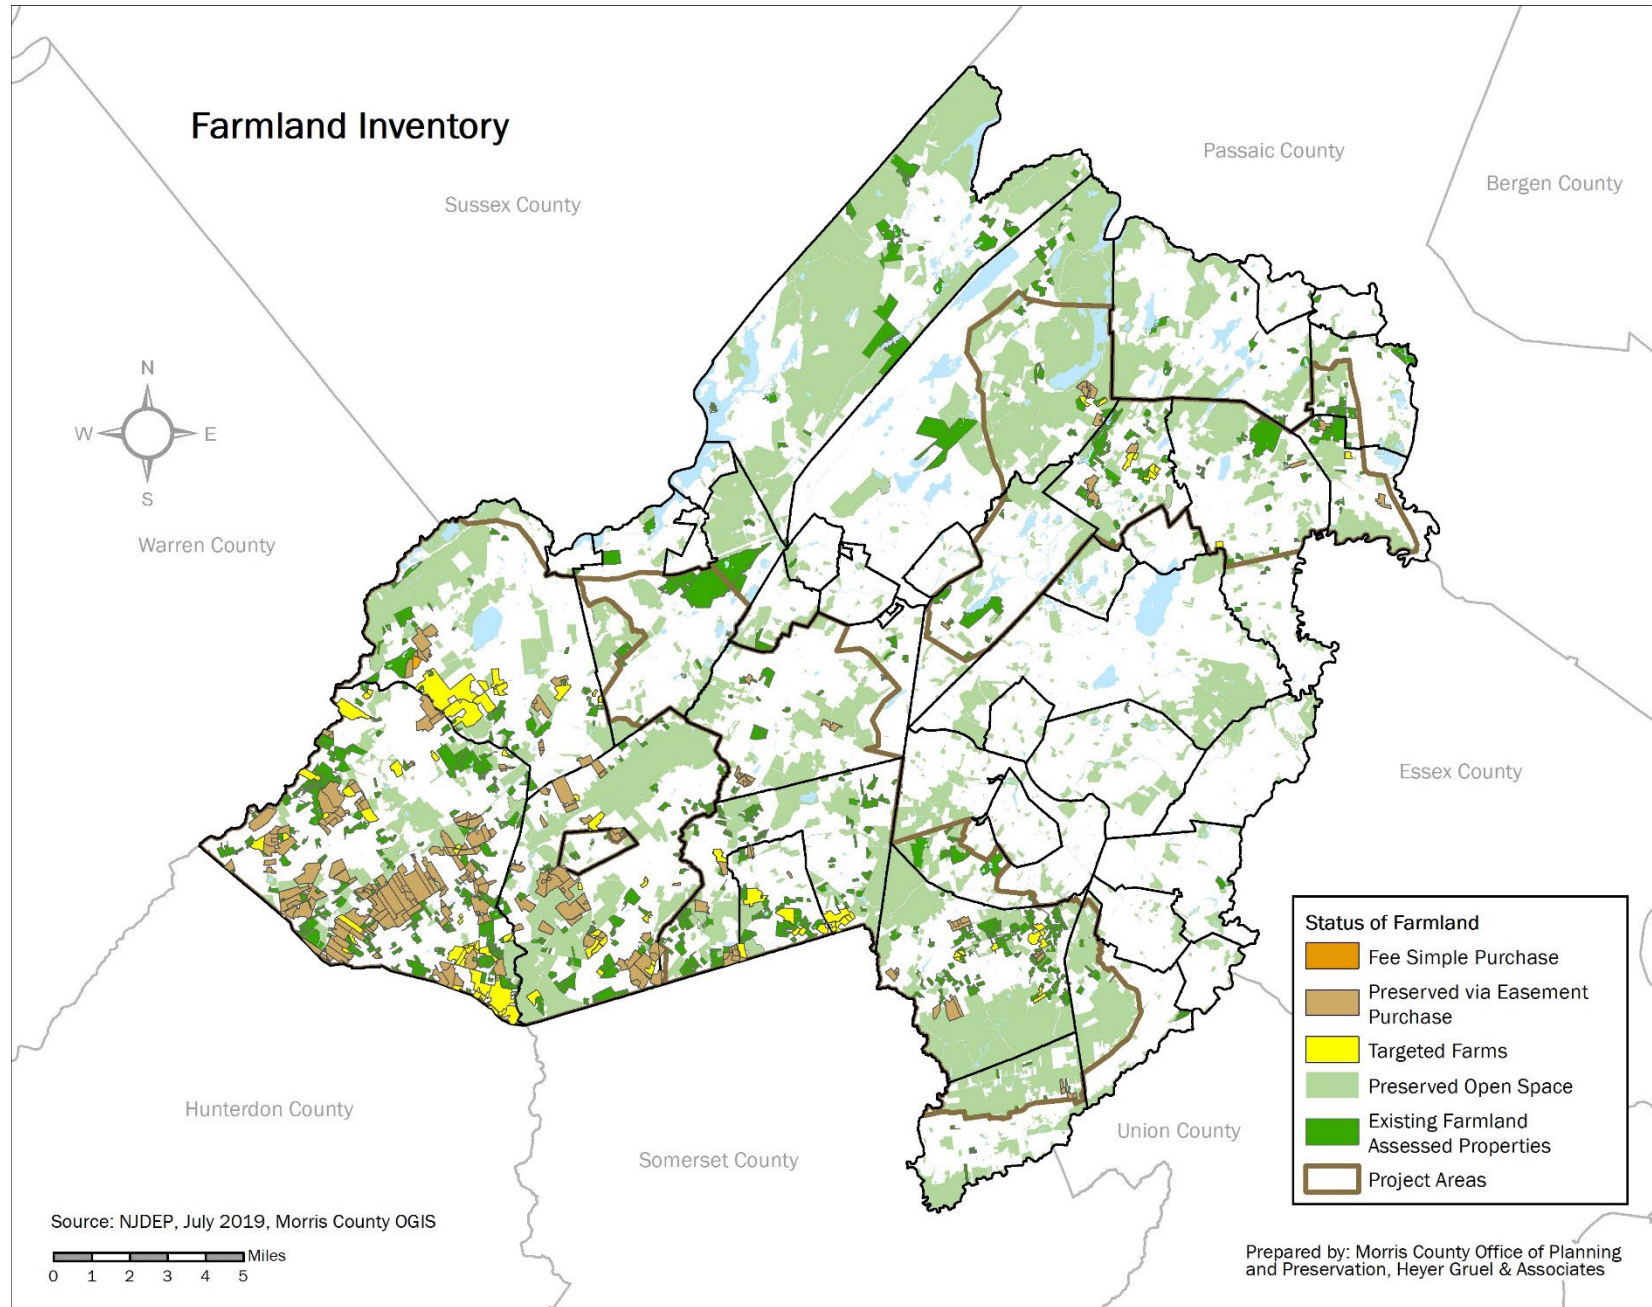 Farmland Inventory
Sussex County
Passaic County
Bergen County
N
W
E
S
Warren County
Essex County
Hunterdon County
Somerset County
Union County
Status of Farmland
Fee Simple Purchase
Preserved via Easement
Purchase
Targeted Farms
Preserved Open Space
Existing Farmland
Assessed Properties
Project Areas
Source: NJDEP, July 2019, Morris County OGIS
Miles
0 1 2 3 4 5
Prepared by: Morris County Office of Planning
and Preservation, Heyer Gruel & Associates